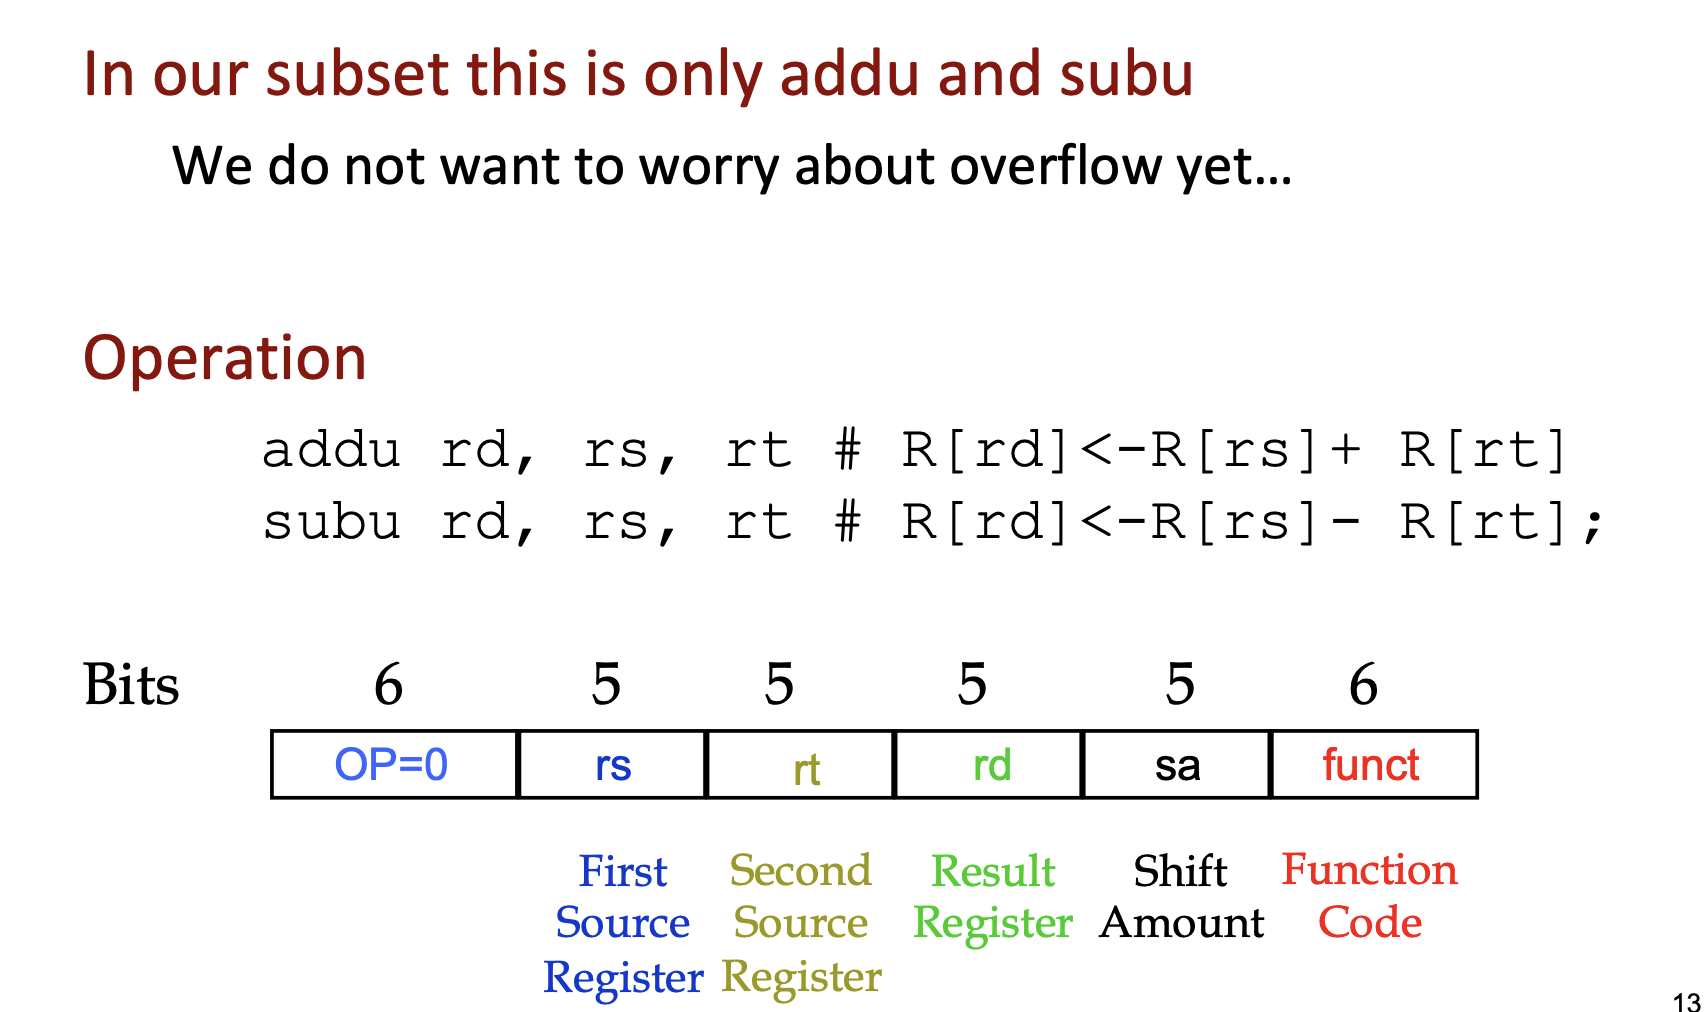 In our subset this is only addu and subu
We do not want to worry about overflow yet...
Operation
addu rd, rs, rt # R[rd]<-R[rs]+ R[rt]
subu rd, rs, rt # R[rd]<-R[rs]- R[rt];
Bits 6 5 5 5 5 6
OP=0 rs rt rd sa funct
First Second Result Shift Function
Source Source Register Amount Code
Register Register
13